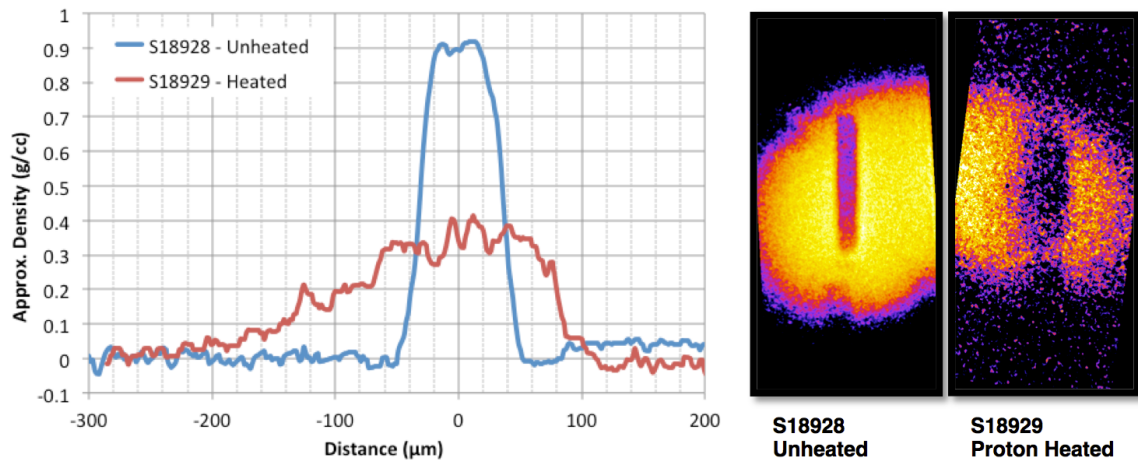 S18928 - Unheated
S18929 - Heated
Approx. Density (g/cc)
1
0.9
0.8
0.7
0.6
0.5
0.4
0.3
0.2
0.1
0
-0.1
-300
-200
-100
0
100
200
Distance (µm)
S18928
Unheated
S18929
Proton Heated